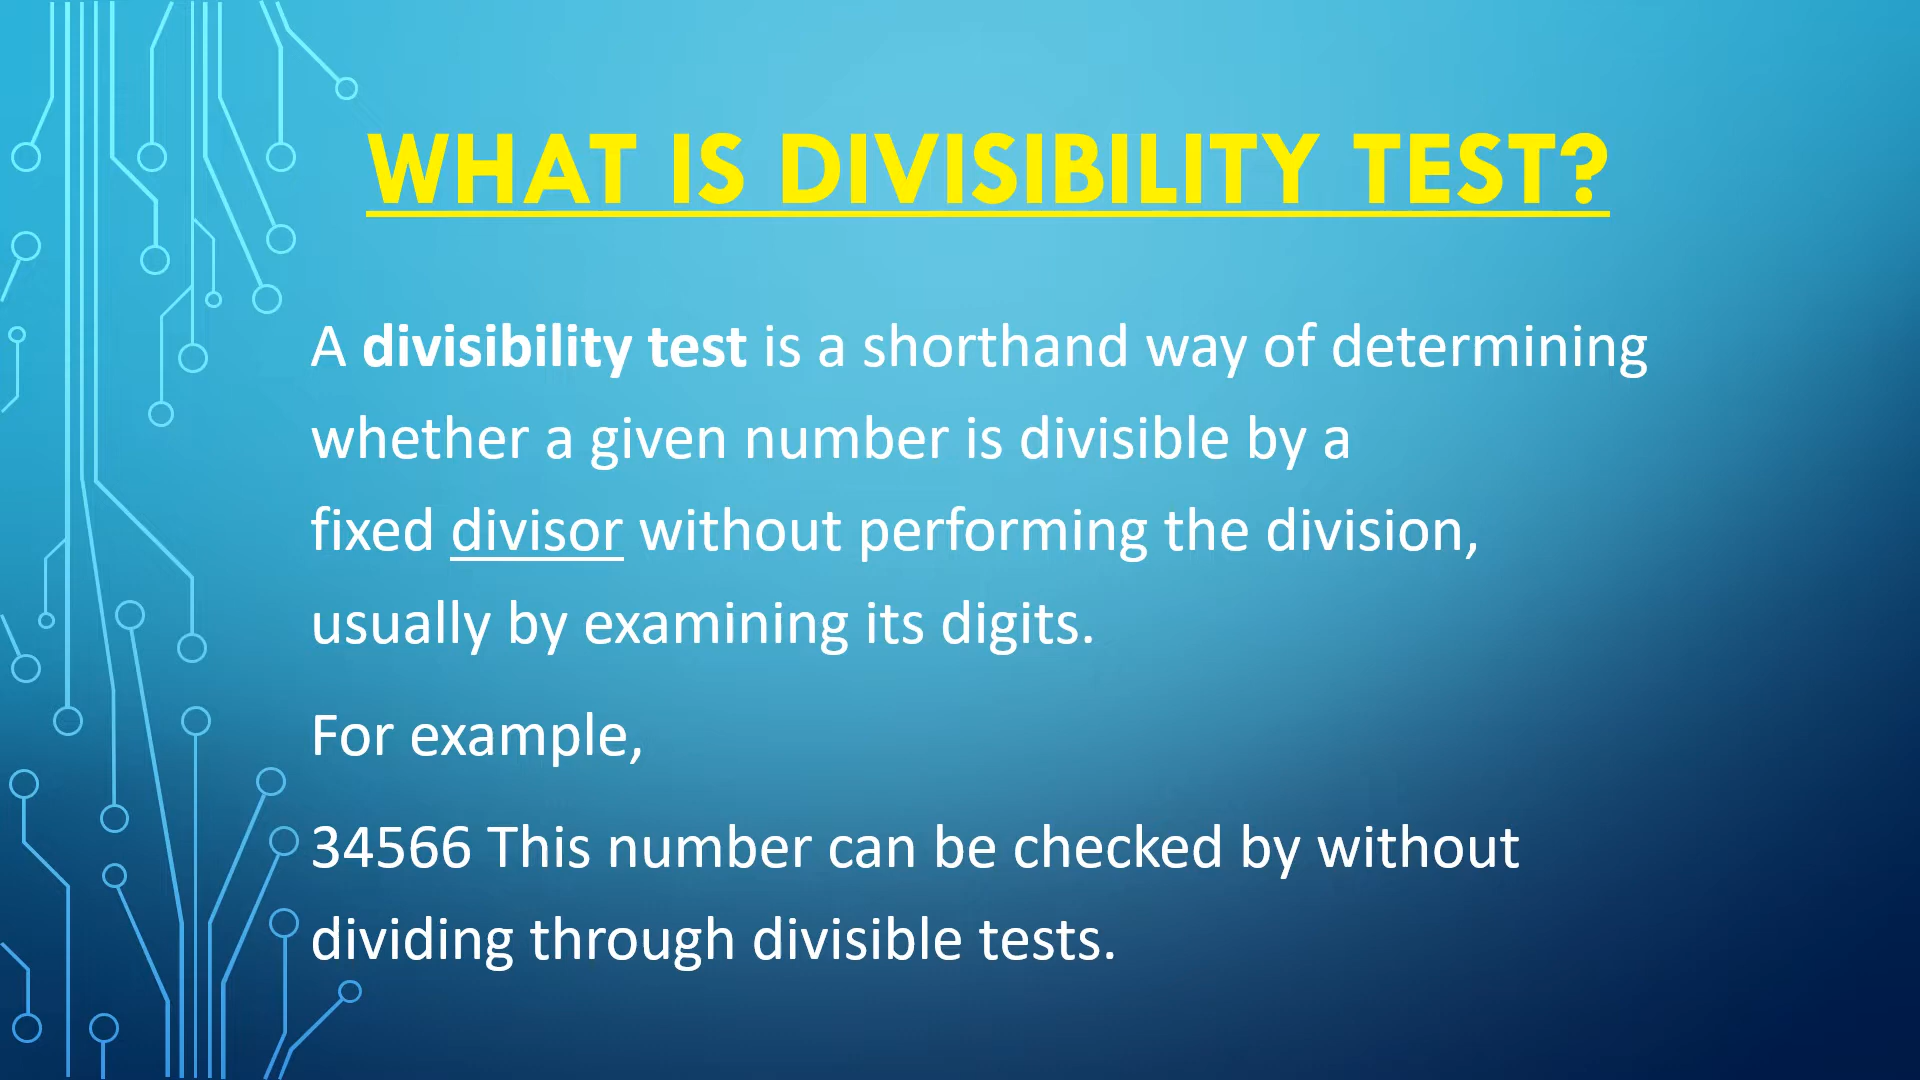 WHAT IS DIVISIBILITY TEST?
A divisibility test is a shorthand way of determining
whether a given number is divisible by a
fixed divisor without performing the division,
usually by examining its digits.
For example,
34566 This number can be checked by without
dividing through divisible tests.